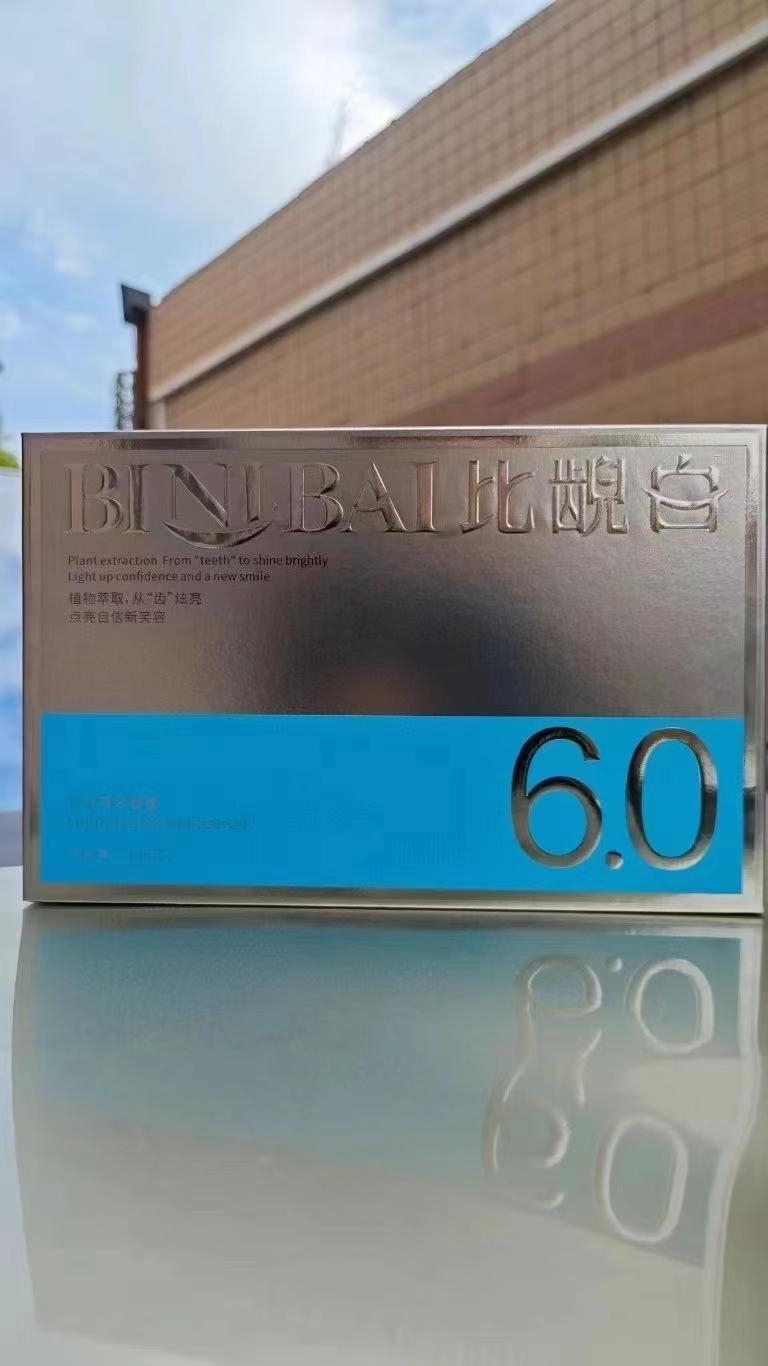 BINIBAI 比龊白
Plant extraction From "teeth" to shine brightly
Light up confidence and a new smile
植物萃取，从“齿”炫亮
点亮自信新笑容
6.0